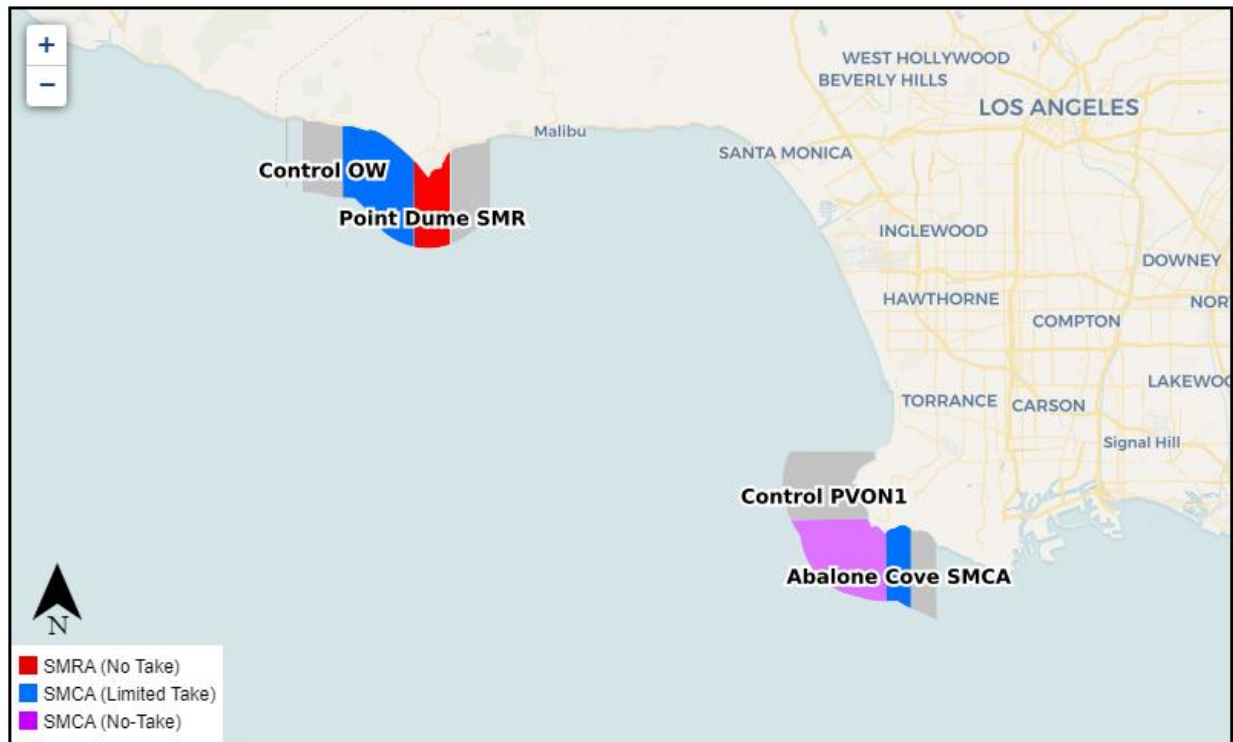 +
−
WEST HOLLYWOOD
BEVERLY HILLS
LOS ANGELES
Malibu
SANTA MONICA
Control OW
Point Dume SMR
INGLEWOOD
DOWNEY
HAWTHORNE
NOR
COMPTON
LAKEWOO
TORRANCE
CARSON
Signal Hill
Control PVON1
Abalone Cove SMCA
N
SMRA (No Take)
SMCA (Limited Take)
SMCA (No-Take)